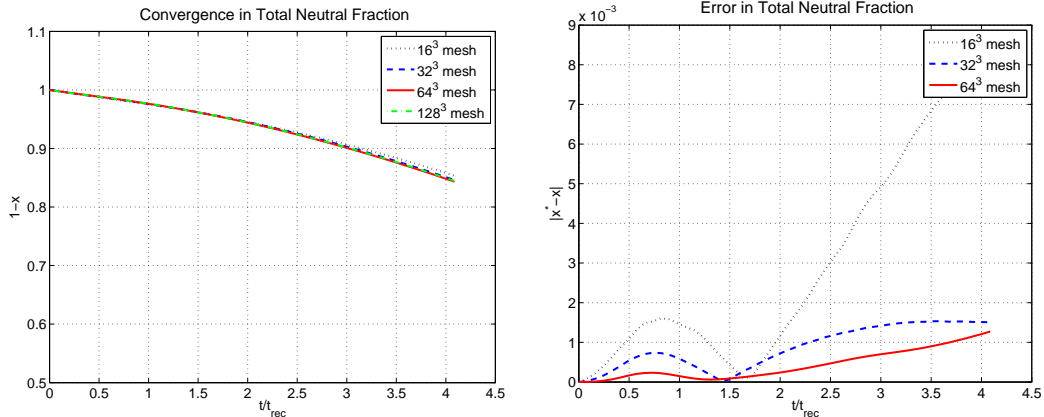 Convergence in Total Neutral Fraction
1.1
1
0.9
0.8
0.7
0.6
0.5
1−x
0 0.5 1 1.5 2 2.5 3 3.5 4 4.5
t/t_rec
16³ mesh
32³ mesh
64³ mesh
128³ mesh
Error in Total Neutral Fraction
x 10⁻³
9
8
7
6
5
4
3
2
1
0
|x*−x|
0 0.5 1 1.5 2 2.5 3 3.5 4 4.5
t/t_rec
16³ mesh
32³ mesh
64³ mesh